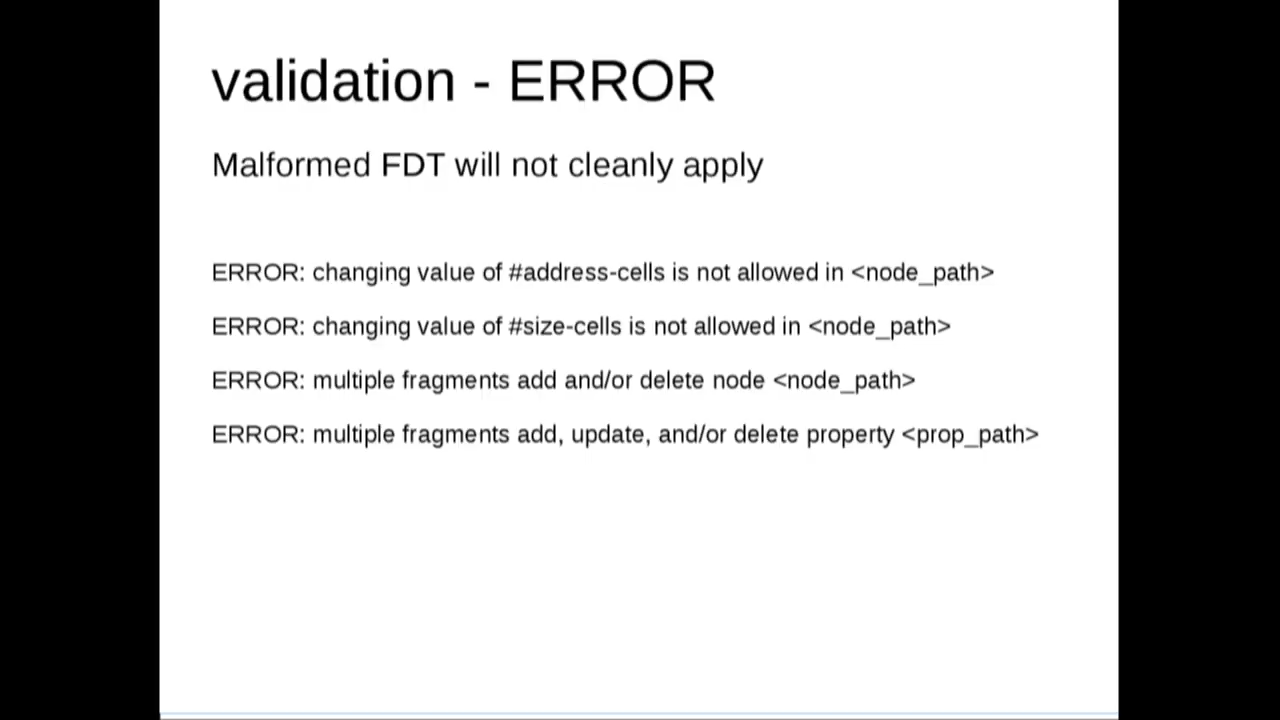 validation - ERROR
Malformed FDT will not cleanly apply
ERROR: changing value of #address-cells is not allowed in <node_path>
ERROR: changing value of #size-cells is not allowed in <node_path>
ERROR: multiple fragments add and/or delete node <node_path>
ERROR: multiple fragments add, update, and/or delete property <prop_path>